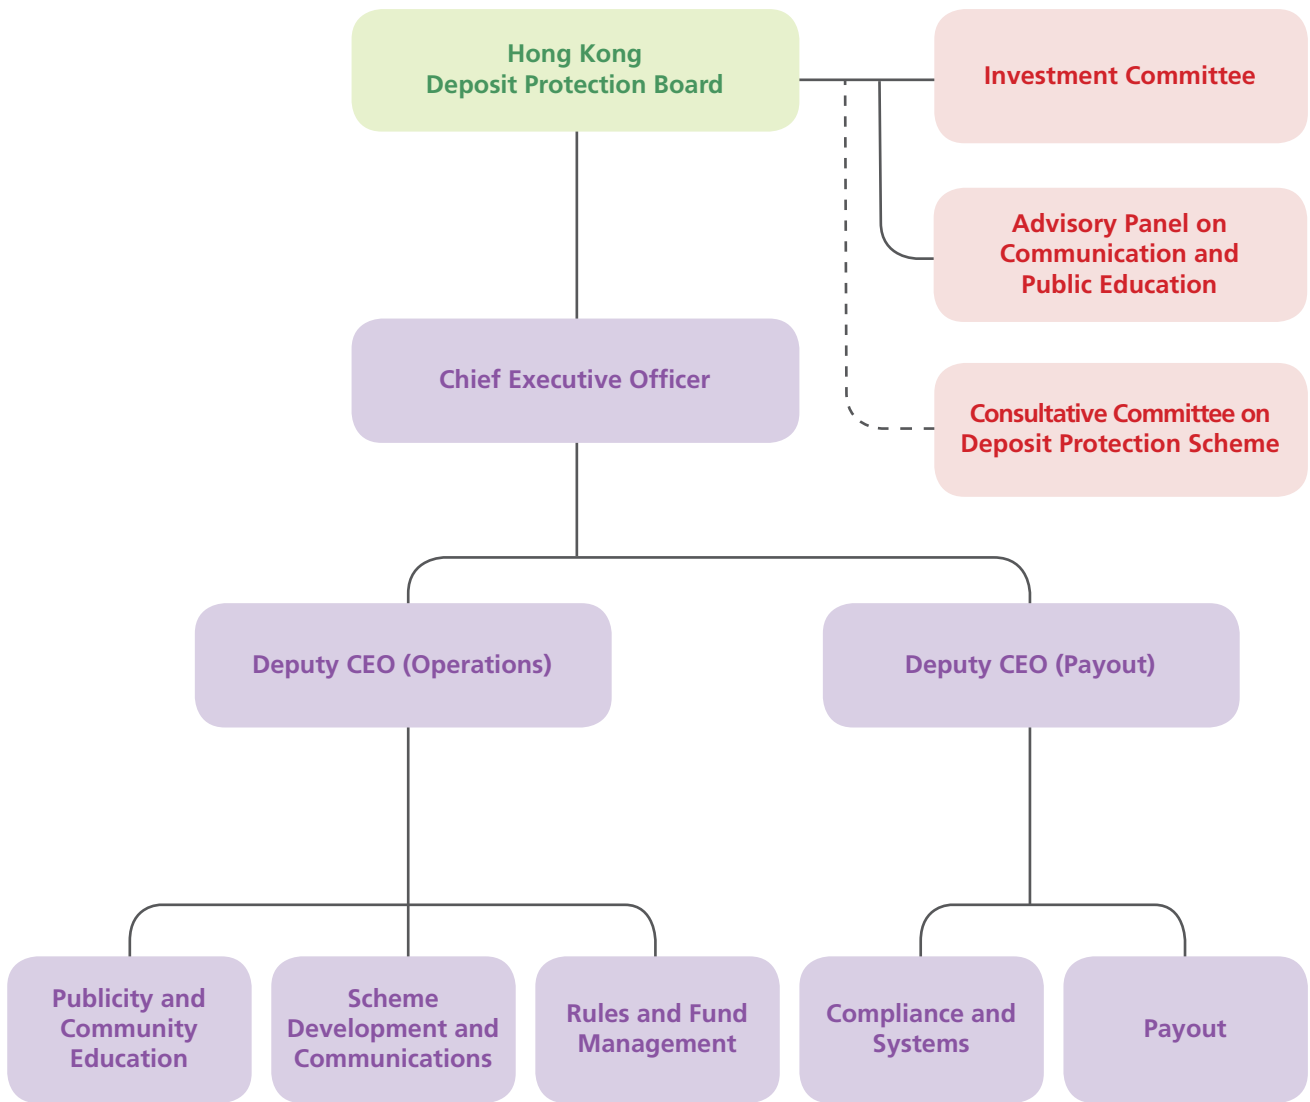 Hong Kong
Deposit Protection Board
Investment Committee
Advisory Panel on
Communication and
Public Education
Chief Executive Officer
Consultative Committee on
Deposit Protection Scheme
Deputy CEO (Operations)
Deputy CEO (Payout)
Publicity and
Community
Education
Scheme
Development and
Communications
Rules and Fund
Management
Compliance and
Systems
Payout